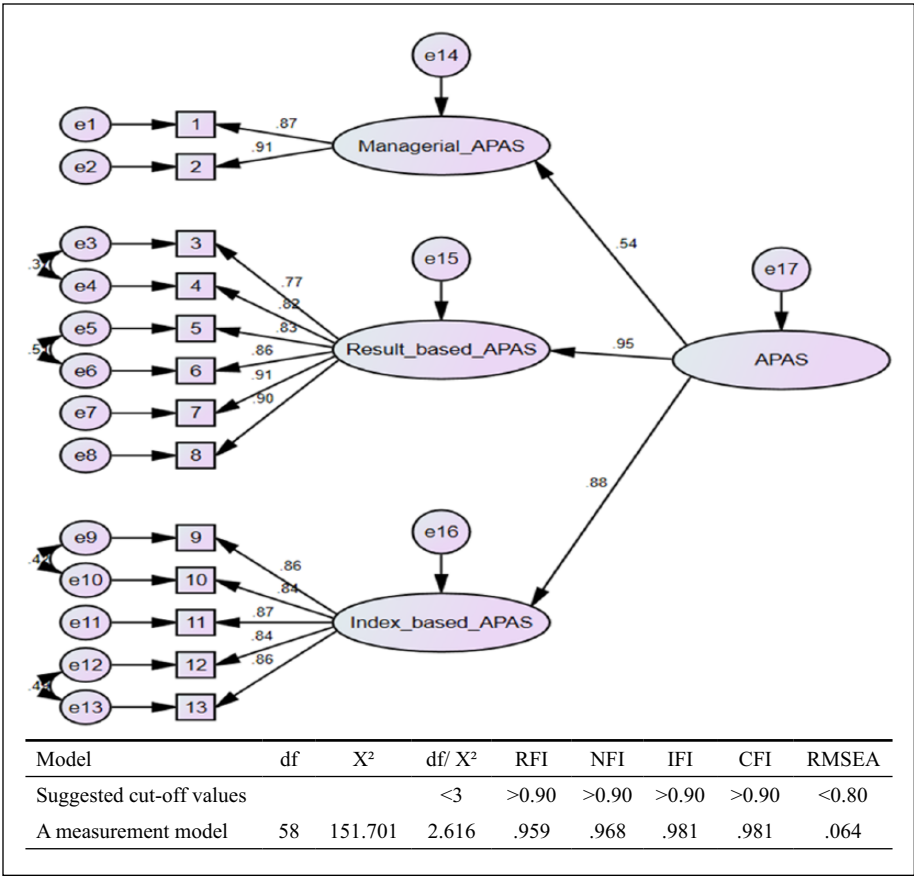 e14
e1 1 .87
Managerial_APAS
e2 2 .91
.54
e3 3
e15
e17
e4 4 .77
.82
e5 5 .83
Result_based_APAS .95
APAS
e6 6 .86
.91
e7 7 .90
e8 8
.88
e9 9
e16
.86
e10 10 .84
e11 11 .87
Index_based_APAS
e12 12 .84
.86
e13 13
Model df X² df/ X² RFI NFI IFI CFI RMSEA
Suggested cut-off values <3 >0.90 >0.90 >0.90 >0.90 <0.80
A measurement model 58 151.701 2.616 .959 .968 .981 .981 .064